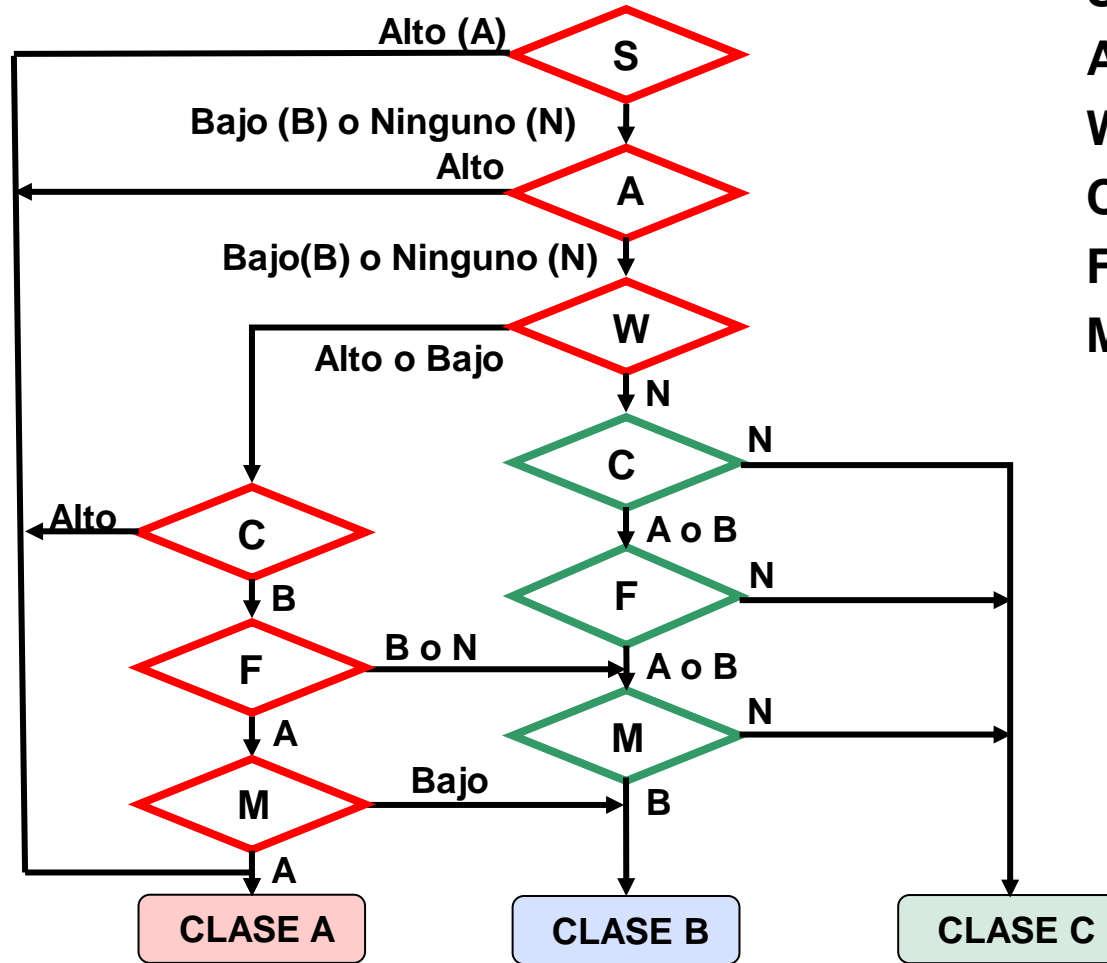 Alto (A)
S
Bajo (B) o Ninguno (N)
Alto
A
Bajo(B) o Ninguno (N)
W
Alto o Bajo
N
C
N
Alto
C
A o B
B
F
N
F
B o N
A o B
A
M
N
M
Bajo
B
A
CLASE A
CLASE B
CLASE C
A
W
F
M